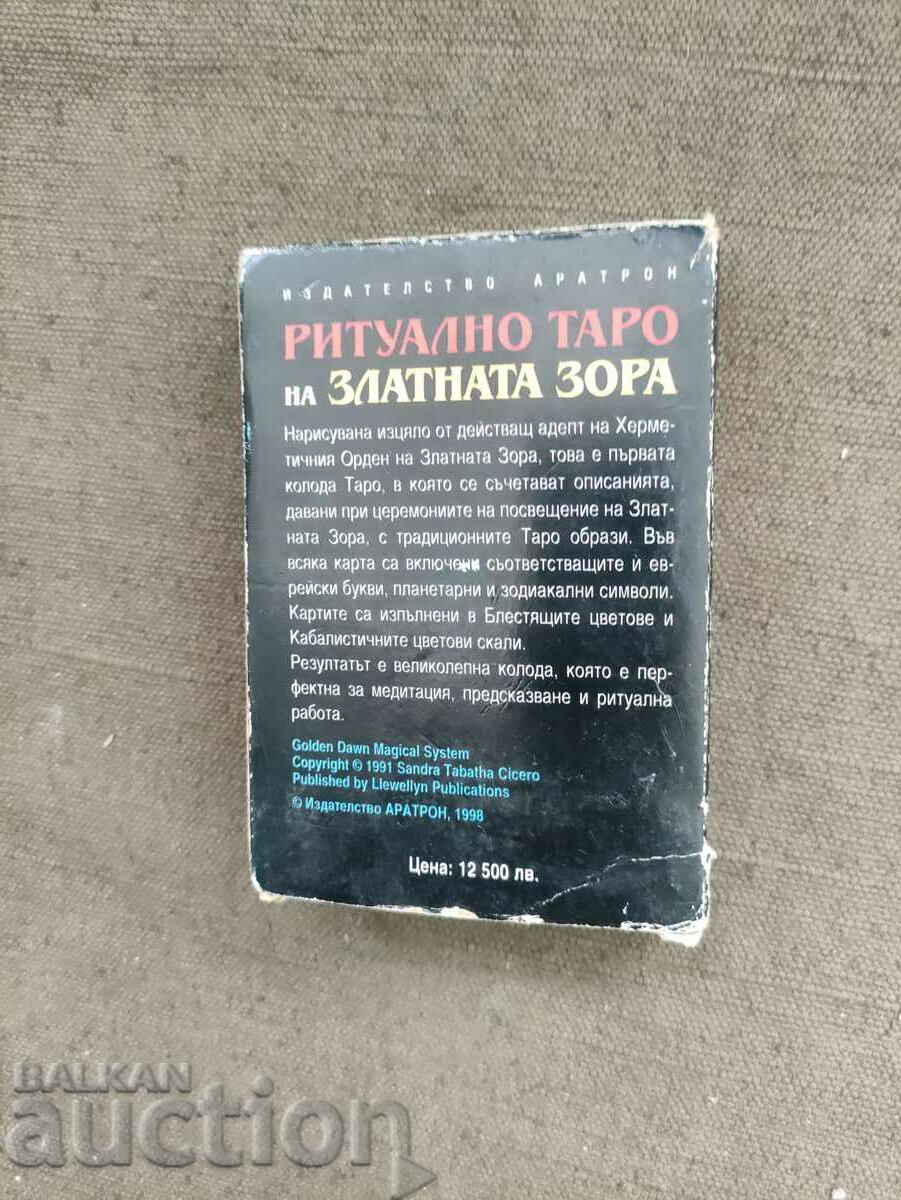 ИЗДАТЕЛСТВО АРАТРОН
РИТУАЛНО ТАРО
НА ЗЛАТНАТА ЗОРА
Нарисувана изцяло от действащ адепт на Херме-
тичния Орден на Златната Зора, това е първата
колода Таро, в която се съчетават описанията,
давани при церемониите на посвещение на Злат-
ната Зора, с традиционните Таро образи. Във
всяка карта са включени съответстващите ѝ ев-
рейски букви, планетарни и зодиакални символи.
Картите са изпълнени в Блестящите цветове и
Кабалистичните цветови скали.
Резултатът е великолепна колода, която е пер-
фектна за медитация, предсказване и ритуална
работа.
Golden Dawn Magical System
Copyright © 1991 Sandra Tabatha Cicero
Published by Llewellyn Publications
© Издателство АРАТРОН, 1998
Цена: 12 500 лв.
BALKAN
auction